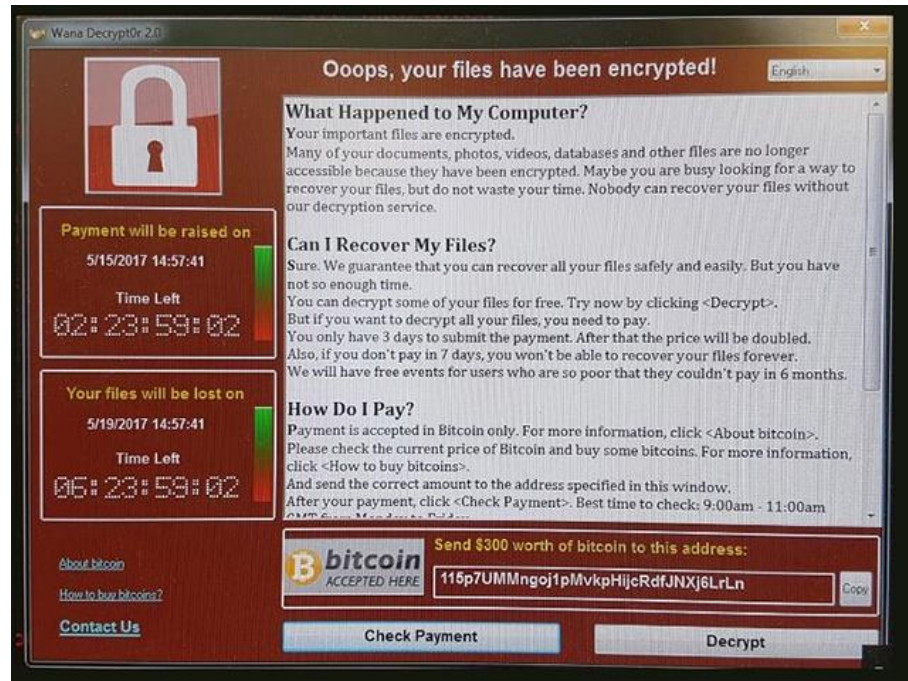 Wana Decrypt0r 2.0
Ooops, your files have been encrypted!
English
What Happened to My Computer?
Your important files are encrypted.
Many of your documents, photos, videos, databases and other files are no longer
accessible because they have been encrypted. Maybe you are busy looking for a way to
recover your files, but do not waste your time. Nobody can recover your files without
our decryption service.
Can I Recover My Files?
Sure. We guarantee that you can recover all your files safely and easily. But you have
not so enough time.
You can decrypt some of your files for free. Try now by clicking <Decrypt>.
But if you want to decrypt all your files, you need to pay.
You only have 3 days to submit the payment. After that the price will be doubled.
Also, if you don't pay in 7 days, you won't be able to recover your files forever.
We will have free events for users who are so poor that they couldn't pay in 6 months.
How Do I Pay?
Payment is accepted in Bitcoin only. For more information, click <About bitcoin>.
Please check the current price of Bitcoin and buy some bitcoins. For more information,
click <How to buy bitcoins>.
And send the correct amount to the address specified in this window.
After your payment, click <Check Payment>. Best time to check: 9:00am - 11:00am
GMT from Monday to Friday
Payment will be raised on
5/15/2017 14:57:41
Time Left
02:23:59:02
Your files will be lost on
5/19/2017 14:57:41
Time Left
06:23:59:02
About bitcoin
How to buy bitcoins?
Contact Us
bitcoin
ACCEPTED HERE
Send $300 worth of bitcoin to this address:
115p7UMMngoj1pMvkpHijcRdfJNXj6LrLn
Copy
Check Payment
Decrypt